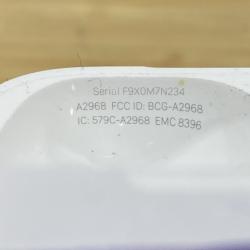 Serial F9X0M7N234
A2968 FCC ID: BCG-A2968
IC: 579C-A2968 EMC 8396